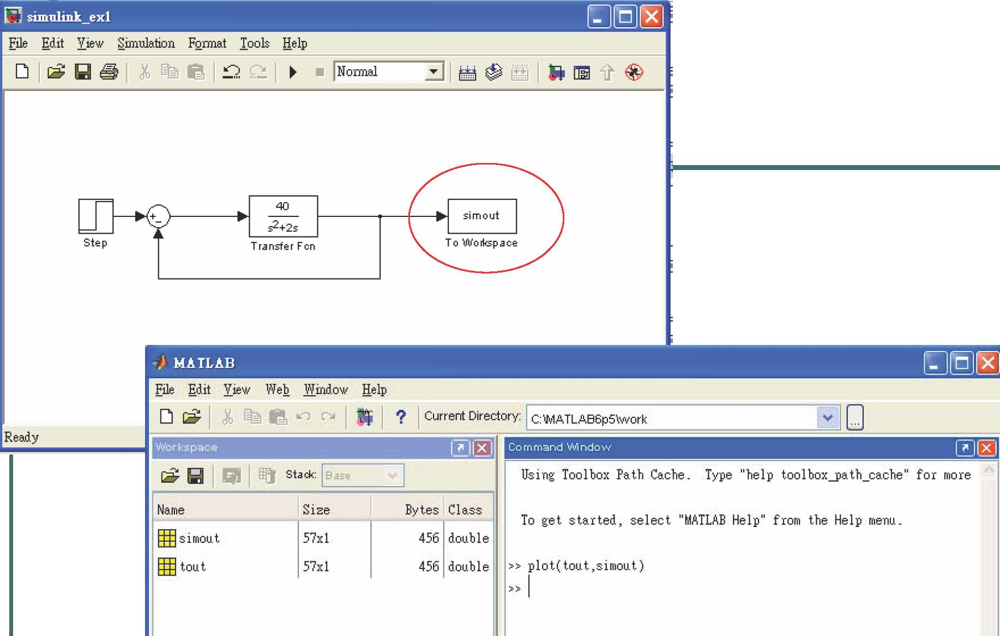 simulink_ex1
File Edit View Simulation Format Tools Help
Normal
+
-
40
s2+2s
simout
Step
Transfer Fcn
To Workspace
Ready
MATLAB
File Edit View Web Window Help
? Current Directory: C:\MATLAB6p5\work ...
Workspace
Stack: Base
Name Size Bytes Class
simout 57x1 456 double
tout 57x1 456 double
Command Window
Using Toolbox Path Cache. Type "help toolbox_path_cache" for more
To get started, select "MATLAB Help" from the Help menu.
>> plot(tout,simout)
>>